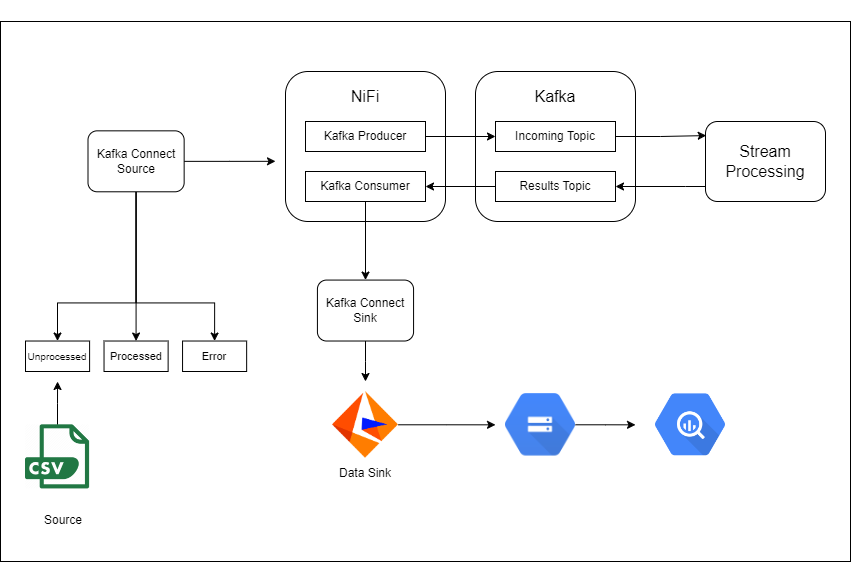 NiFi
Kafka
Kafka Producer
Incoming Topic
Kafka Connect
Source
Stream
Processing
Kafka Consumer
Results Topic
Kafka Connect
Sink
Unprocessed
Processed
Error
CSV
Data Sink
Source